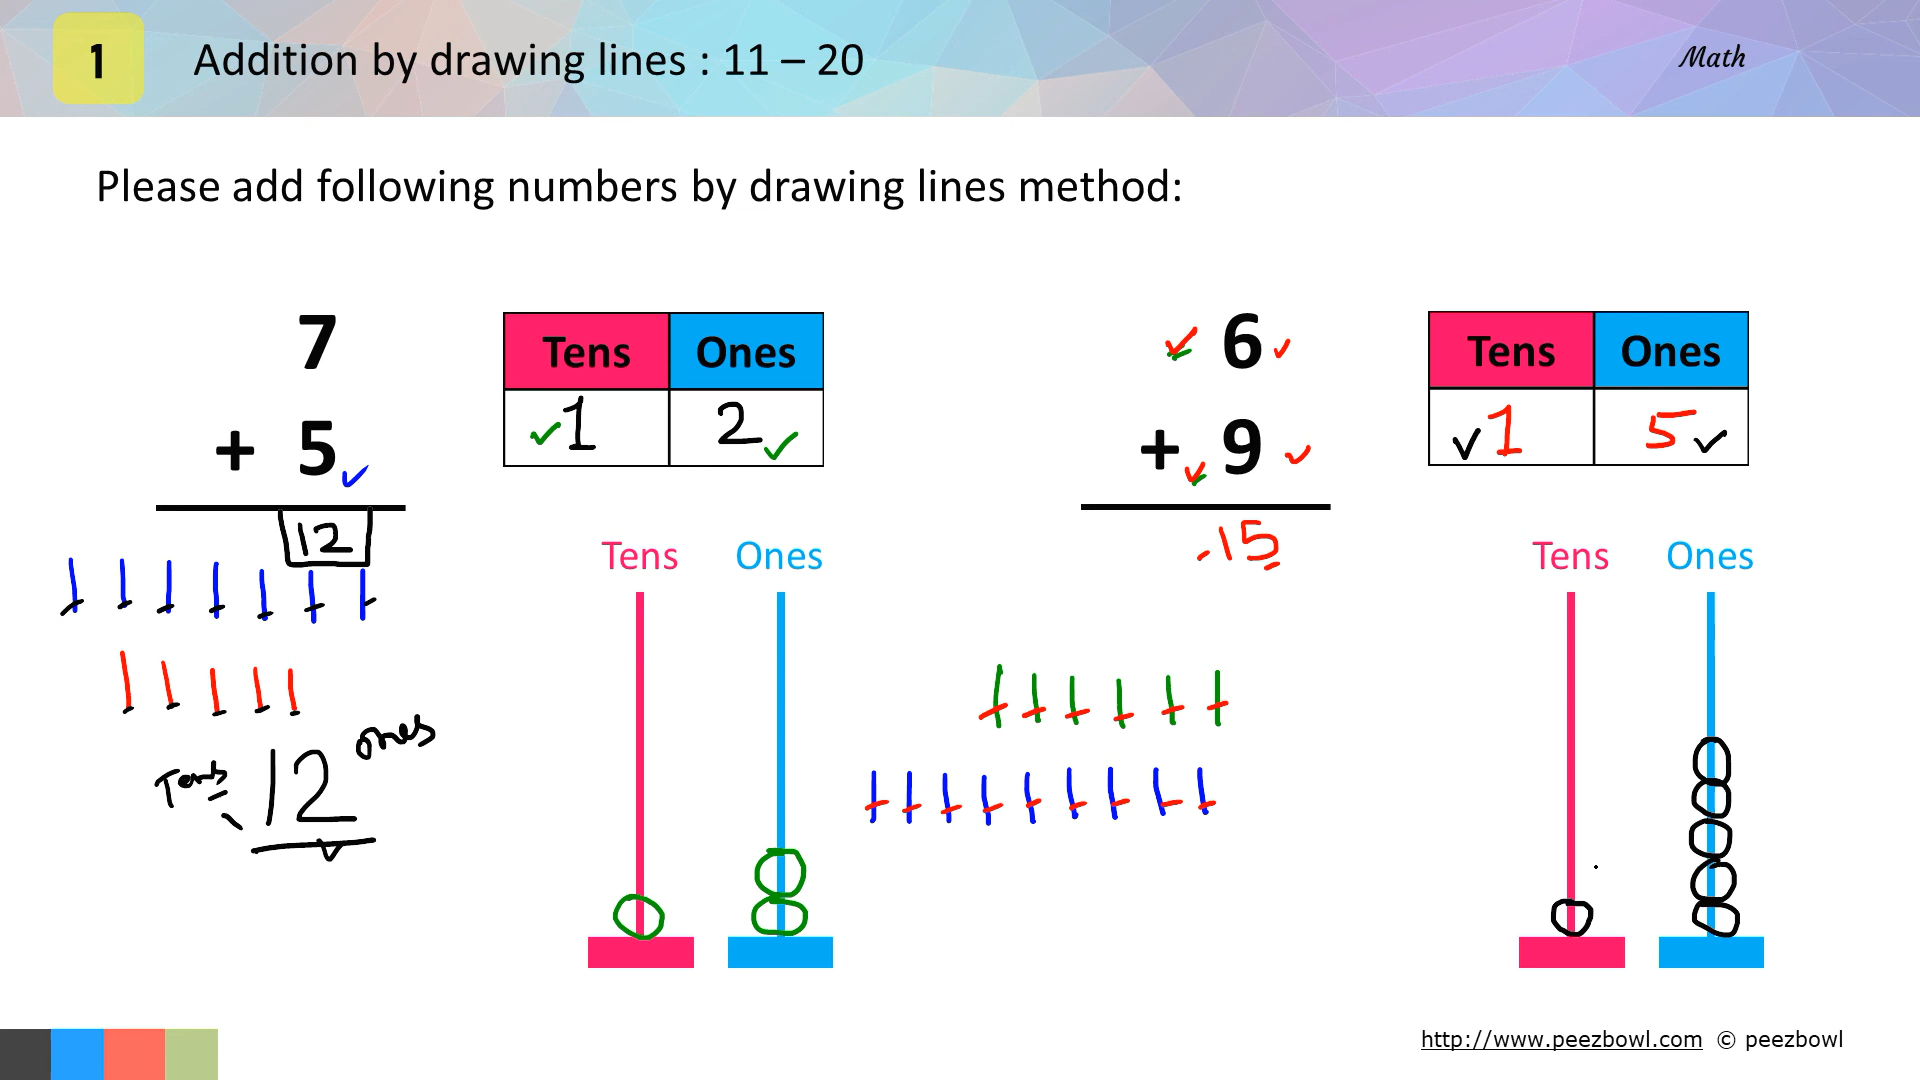 1
Addition by drawing lines : 11 – 20
Math
Please add following numbers by drawing lines method:
7
+ 5
12
Tens Ones
1 2
Tens Ones
12
Tens
ones
6
+ 9
15
Tens Ones
1 5
Tens Ones
http://www.peezbowl.com © peezbowl